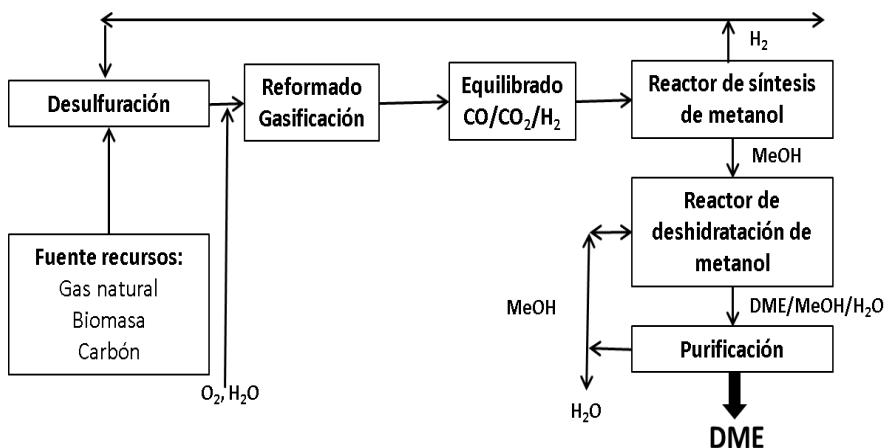 H₂
Desulfuración
Reformado
Gasificación
Equilibrado
CO/CO₂/H₂
Reactor de síntesis
de metanol
MeOH
Reactor de
deshidratación de
metanol
Fuente recursos:
Gas natural
Biomasa
Carbón
MeOH
DME/MeOH/H₂O
Purificación
O₂, H₂O
H₂O
DME